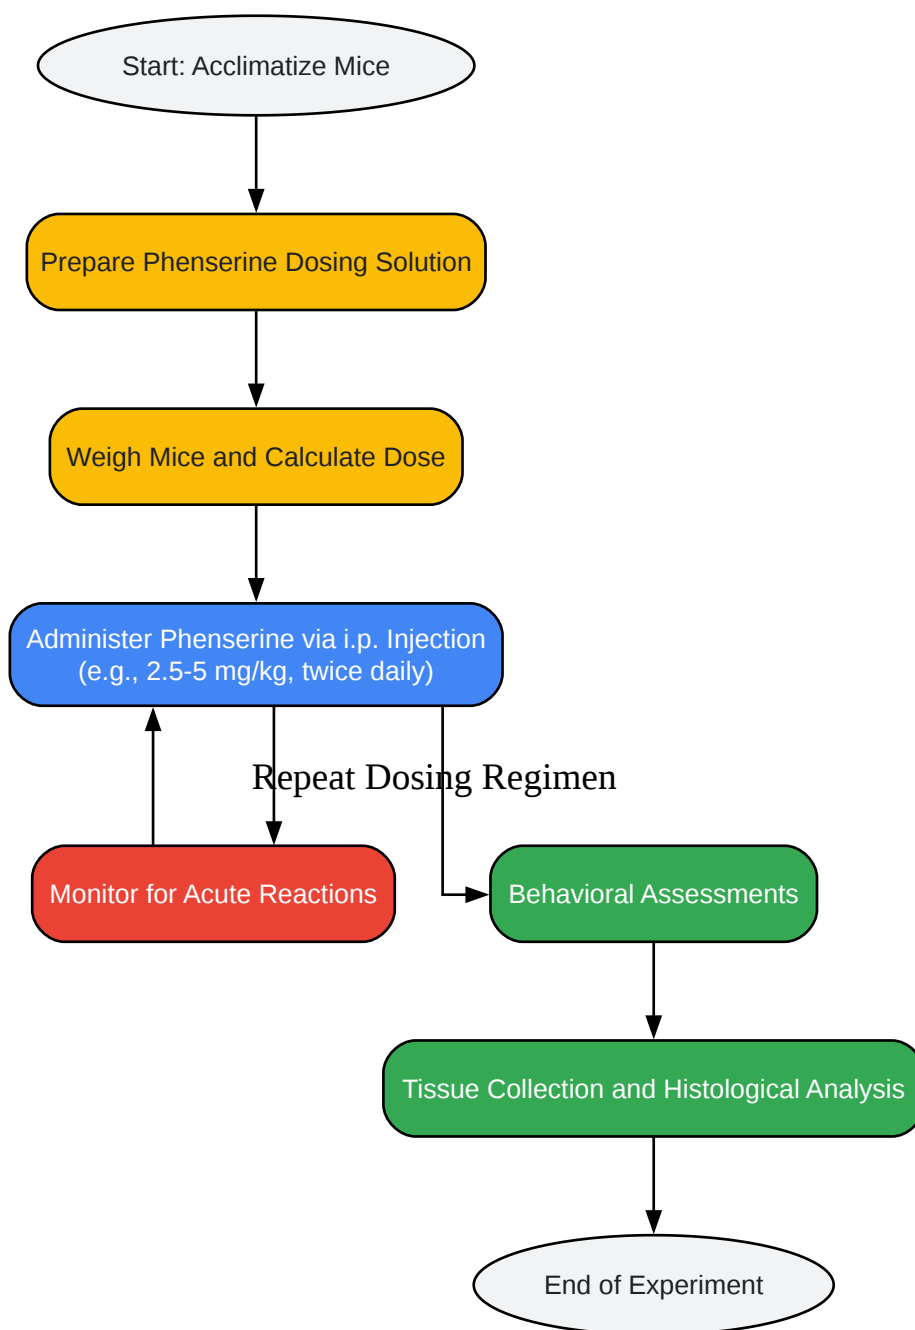 Start: Acclimatize Mice
Prepare Phenserine Dosing Solution
Weigh Mice and Calculate Dose
Administer Phenserine via i.p. Injection
(e.g., 2.5-5 mg/kg, twice daily)
Repeat Dosing Regimen
Monitor for Acute Reactions
Behavioral Assessments
Tissue Collection and Histological Analysis
End of Experiment